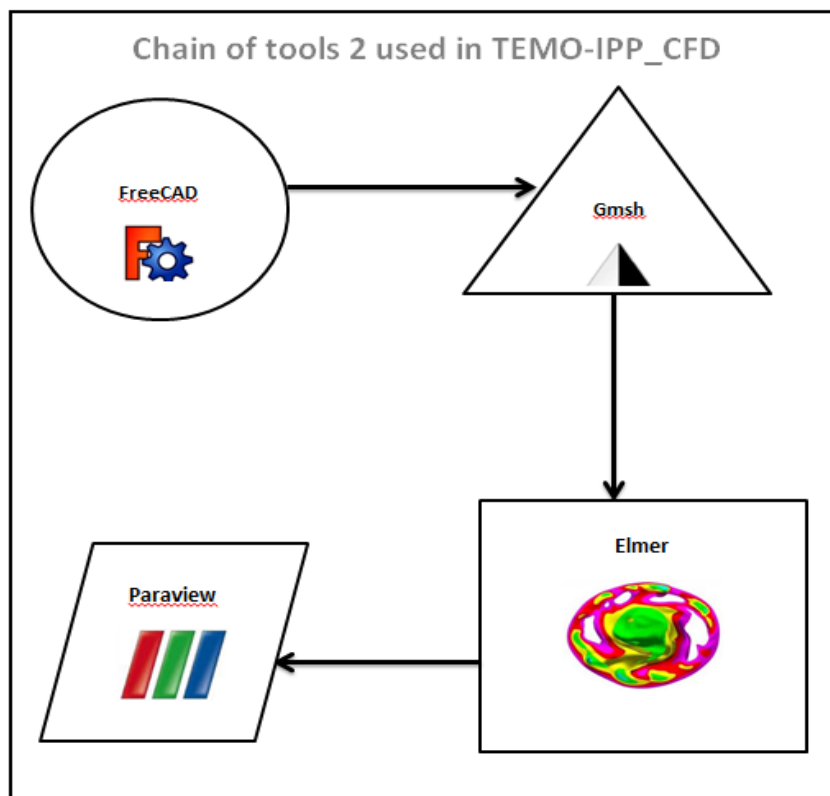 Chain of tools 2 used in TEMO-IPP_CFD
FreeCAD
Gmsh
Elmer
Paraview